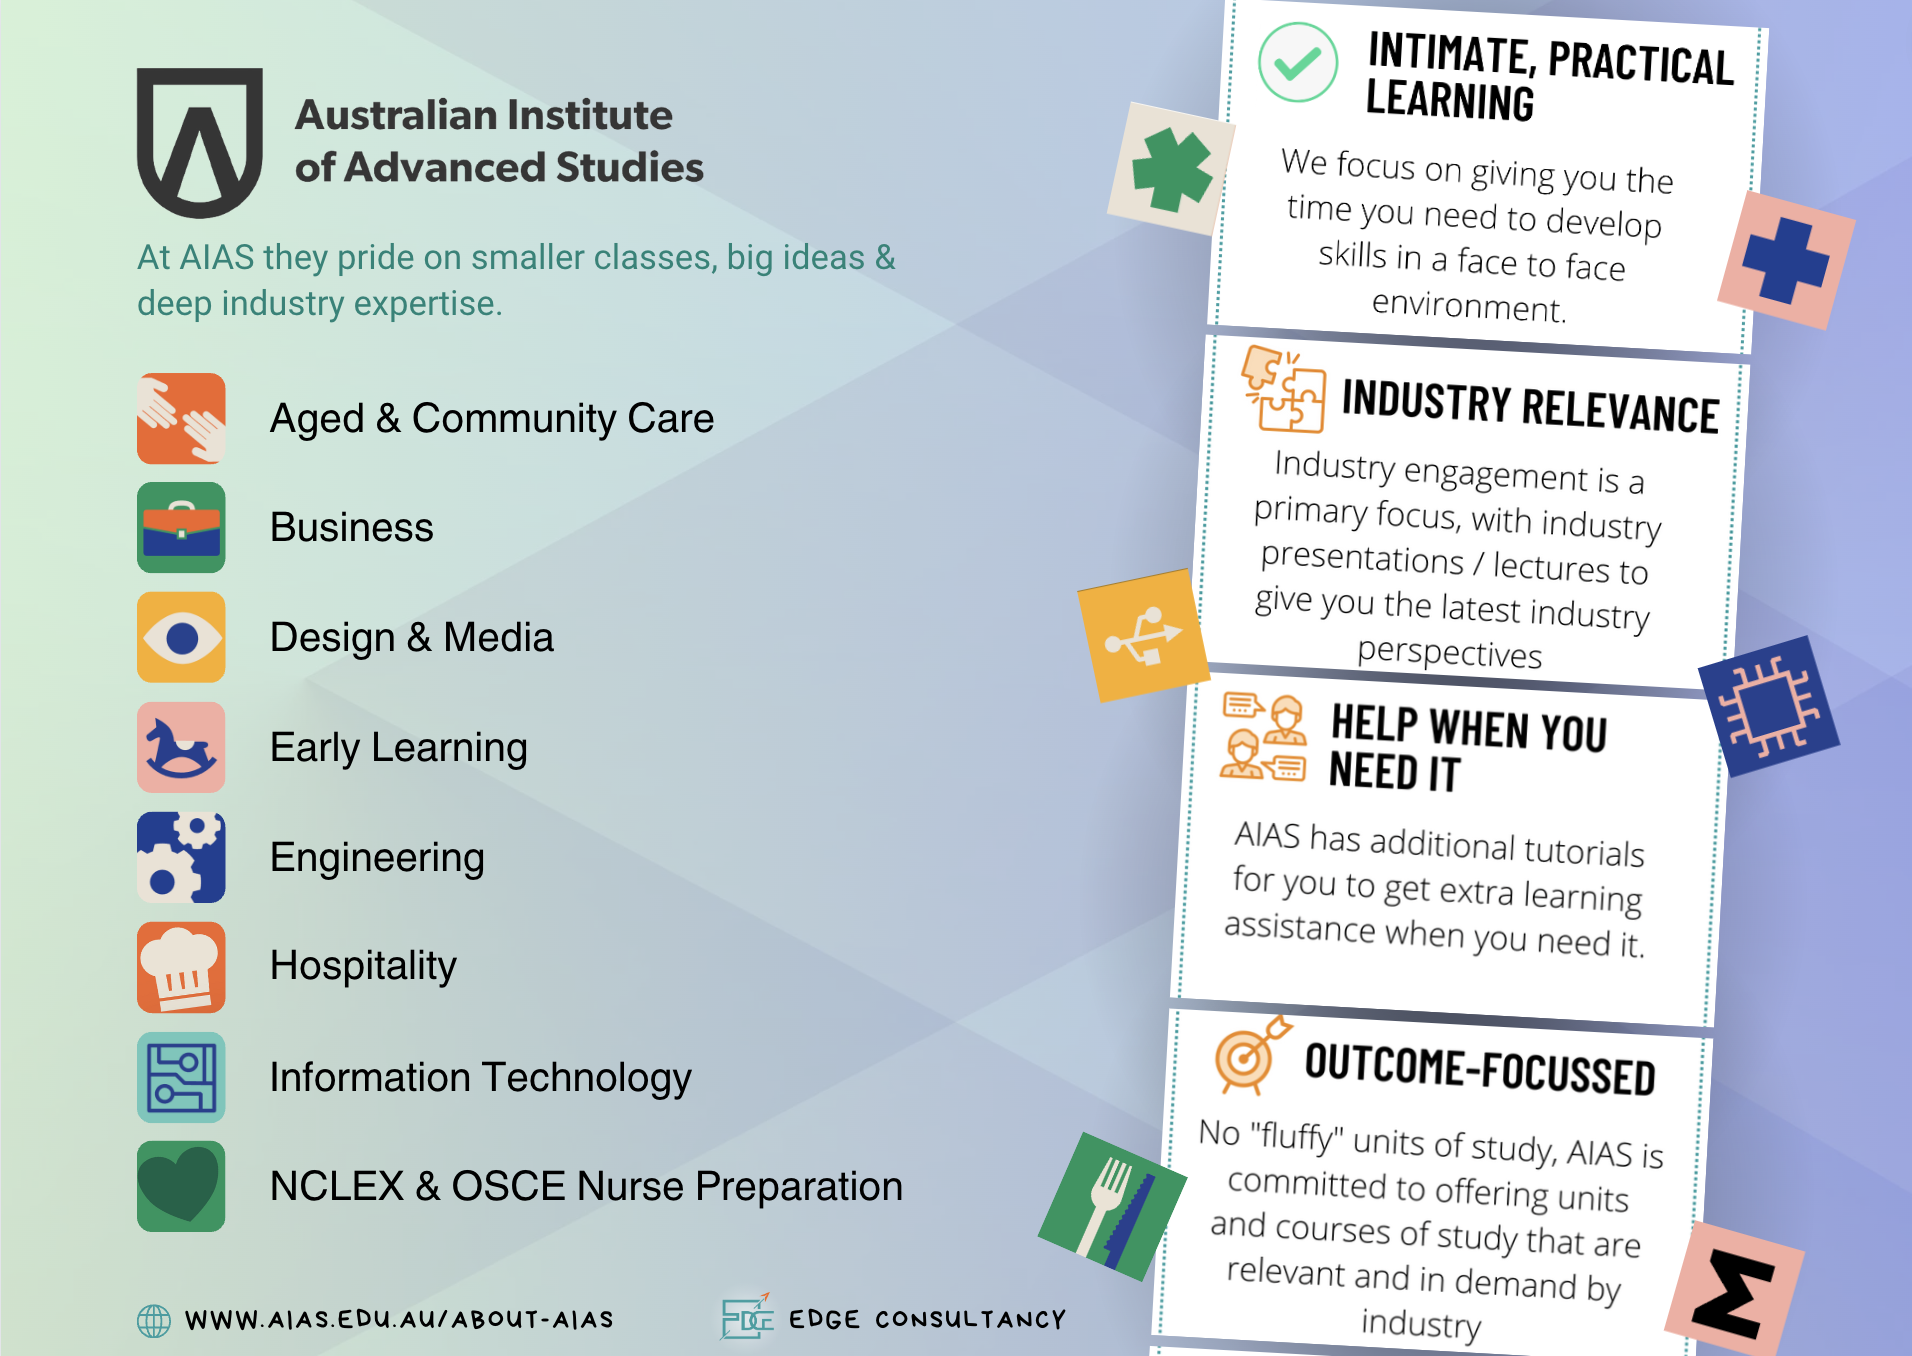 Australian Institute
of Advanced Studies
At AIAS they pride on smaller classes, big ideas &
deep industry expertise.
Aged & Community Care
Business
Design & Media
Early Learning
Engineering
Hospitality
Information Technology
NCLEX & OSCE Nurse Preparation
WWW.AIAS.EDU.AU/ABOUT-AIAS
EDGE
EDGE CONSULTANCY
INTIMATE, PRACTICAL
LEARNING
We focus on giving you the
time you need to develop
skills in a face to face
environment.
INDUSTRY RELEVANCE
Industry engagement is a
primary focus, with industry
presentations / lectures to
give you the latest industry
perspectives
HELP WHEN YOU
NEED IT
AIAS has additional tutorials
for you to get extra learning
assistance when you need it.
OUTCOME-FOCUSSED
No "fluffy" units of study, AIAS is
committed to offering units
and courses of study that are
relevant and in demand by
industry